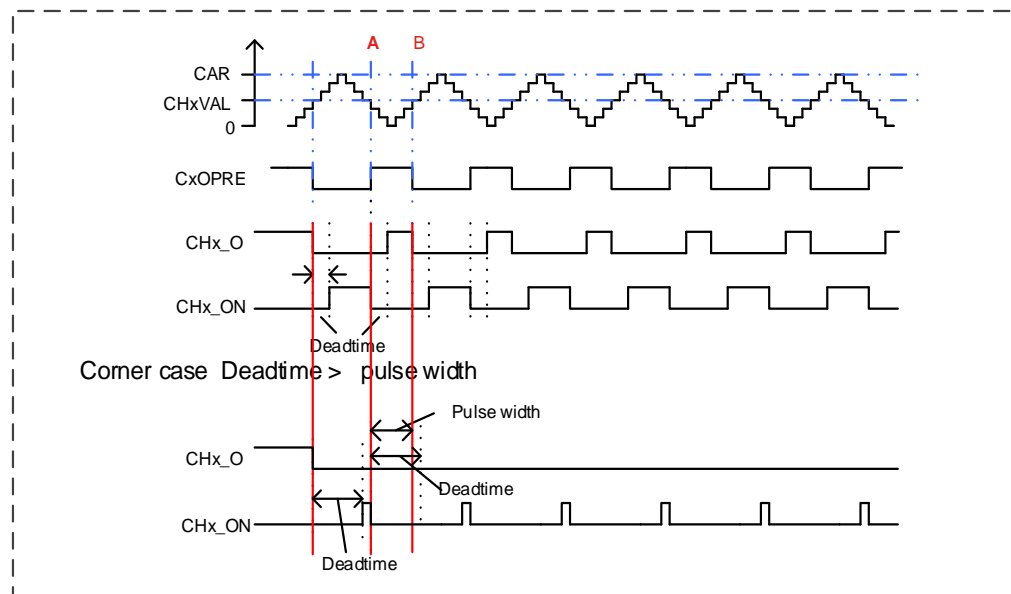 A B
CAR
CHxVAL
0
CxOPRE
CHx_O
CHx_ON
Deadtime
Corner case Deadtime > pulse width
Pulse width
CHx_O
Deadtime
CHx_ON
Deadtime